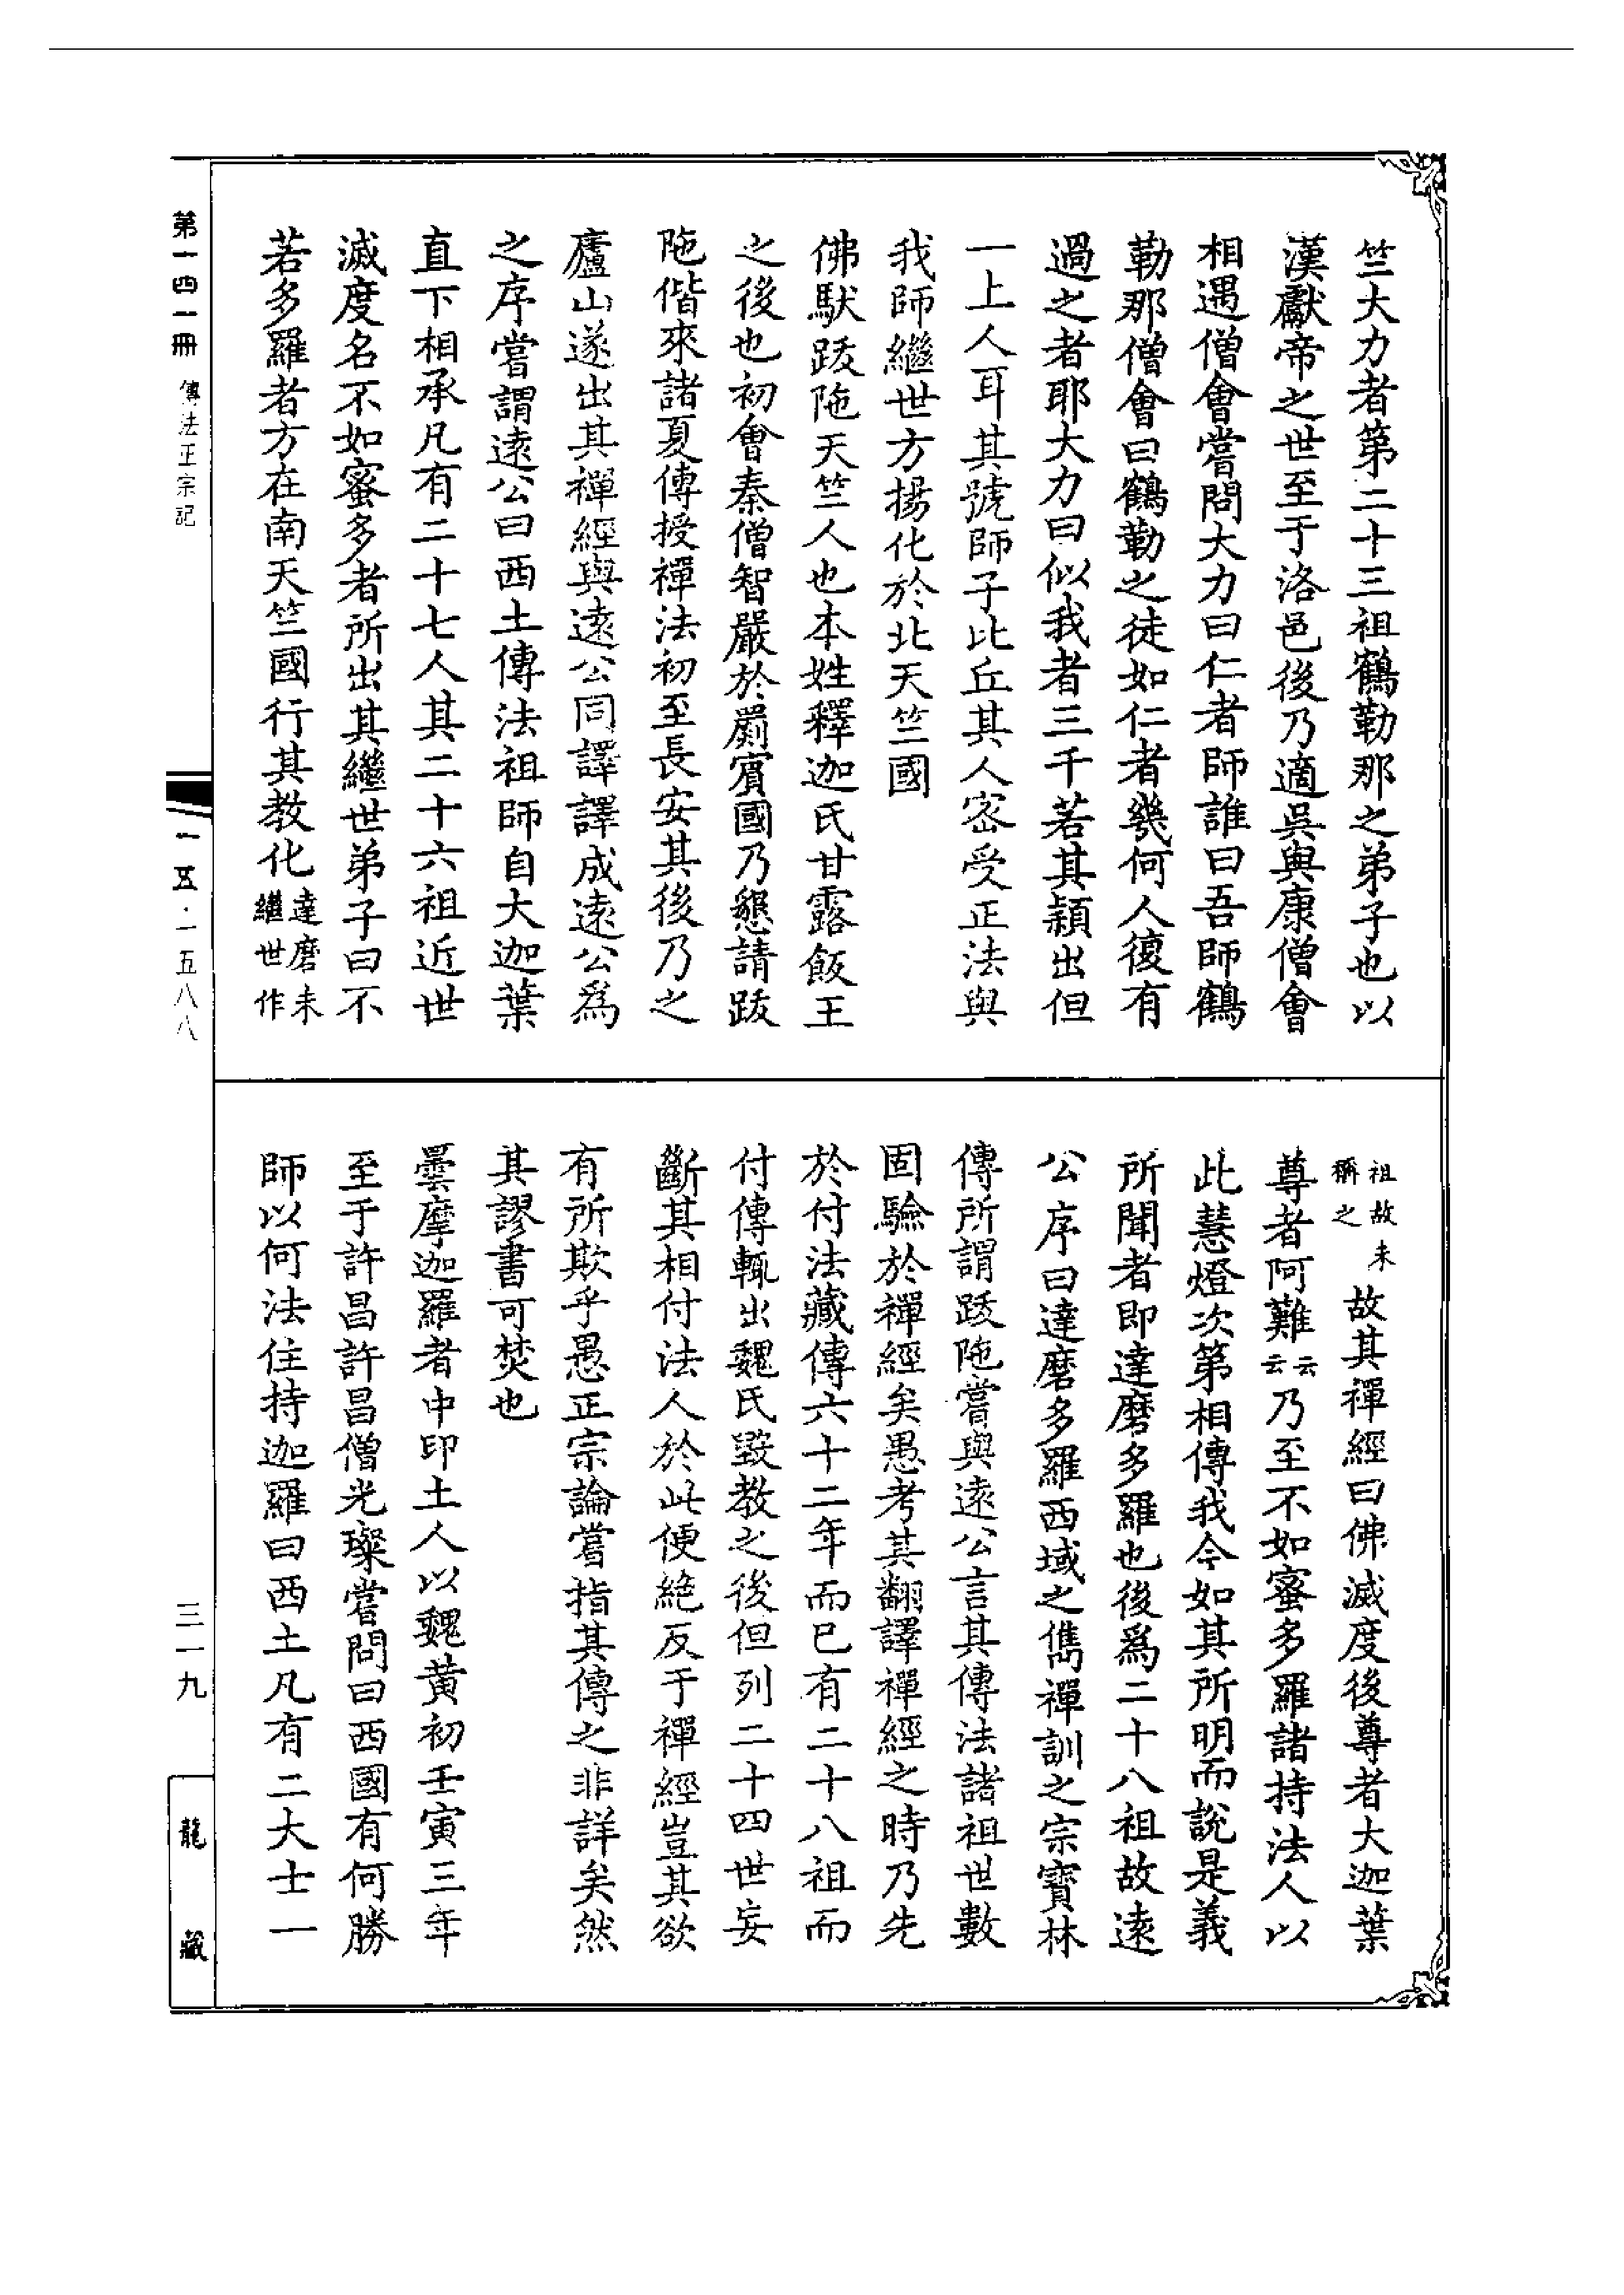 竺大力者第二十三祖鶴勒那之弟子也以
漢獻帝之世至于洛邑後乃適吳與康僧會
相遇僧會嘗問大力曰仁者師誰曰吾師鶴
勒那僧會曰鶴勒之徒如仁者幾何人復有
過之者耶大力曰似我者三千若其穎出但
一上人耳其號師子比丘其人密受正法與
我師繼世方揚化於北天竺國
佛馱跋陁天竺人也本姓釋迦氏甘露飯王
之後也初會秦僧智嚴於罽賓國乃懇請跋
陁偕來諸夏傳授禪法初至長安其後乃之
廬山遂出其禪經與遠公同譯譯成遠公為
之序嘗謂遠公曰西土傳法祖師自大迦葉
直下相承凡有二十七人其二十六祖近世
滅度名不如蜜多者所出其繼世弟子曰不
若多羅者方在南天竺國行其教化達磨未繼世作
祖故未稱之故其禪經曰佛滅度後尊者大迦葉
尊者阿難云云乃至不如蜜多羅諸持法人以
此慧燈次第相傳我今如其所明而說是義
所聞者即達磨多羅也後為二十八祖故遠
公序曰達磨多羅西域之儁禪訓之宗寶林
傳所謂跋陁嘗與遠公言其傳法諸祖世數
固驗於禪經矣愚考其翻譯禪經之時乃先
於付法藏傳六十二年而已有二十八祖而
付傳輒出魏氏毀教之後但列二十四世妄
斷其相付法人於此便絕反于禪經豈其欲
有所欺乎愚正宗論嘗指其傳之非詳矣然
其謬書可焚也
曇摩迦羅者中印土人以魏黃初壬寅三年
至于許昌許昌僧光璨嘗問曰西國有何勝
師以何法住持迦羅曰西土凡有二大士一
第一四一冊 傳法正宗記
一五·一五八八
三一九
龍藏